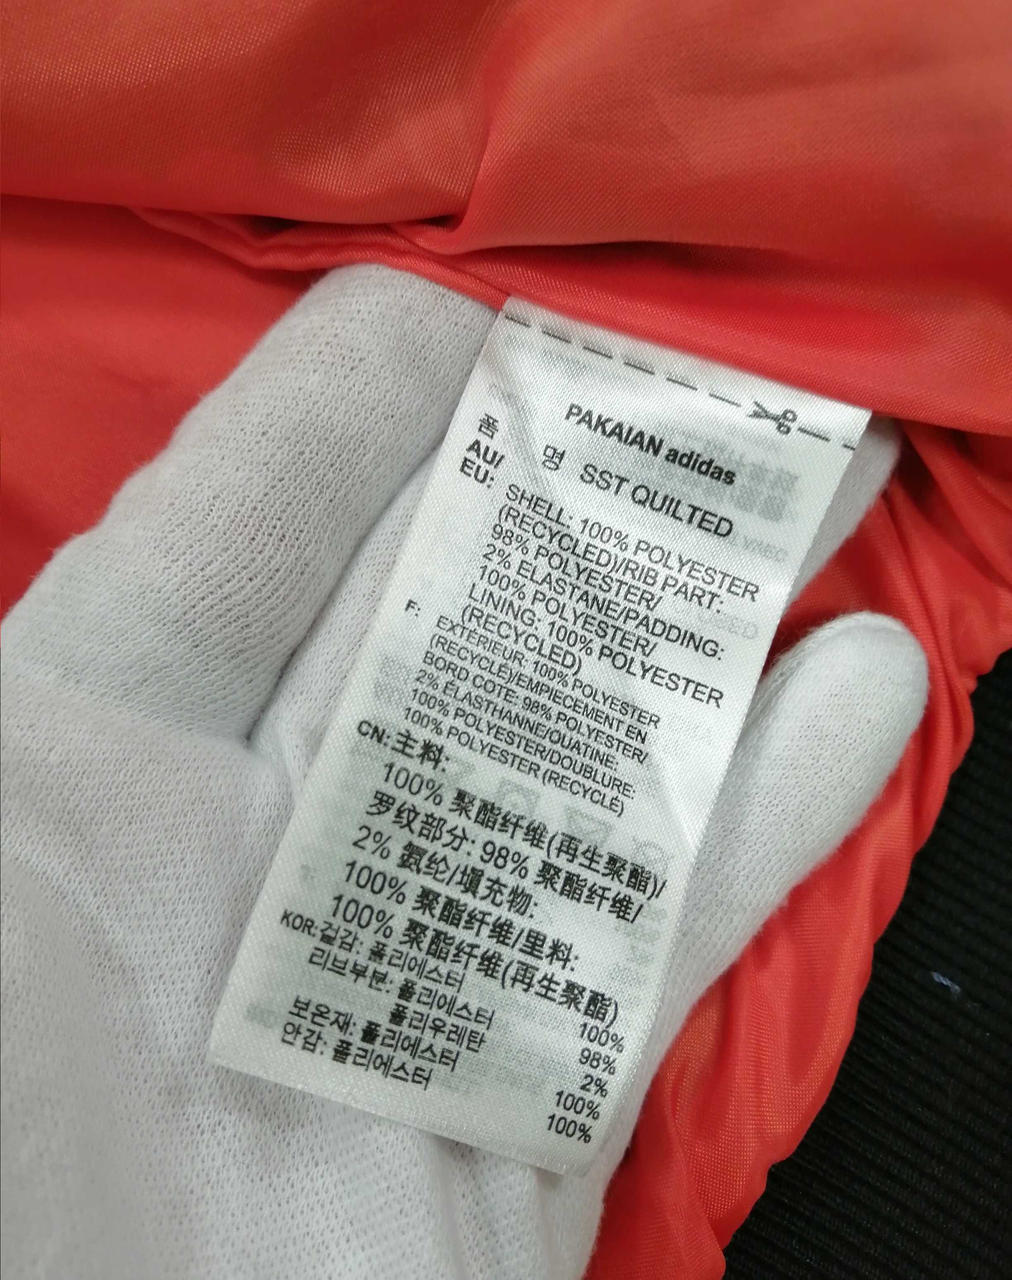 PAKAIAN adidas
품 명 SST QUILTED
AU/
EU: SHELL: 100% POLYESTER
(RECYCLED)/RIB PART:
98% POLYESTER/
2% ELASTANE/PADDING:
100% POLYESTER/
LINING: 100% POLYESTER
(RECYCLED)
F: EXTÉRIEUR: 100% POLYESTER
(RECYCLÉ)/EMPIECEMENT EN
BORD COTE: 98% POLYESTER/
2% ÉLASTHANNE/OUATINE:
100% POLYESTER/DOUBLURE:
100% POLYESTER (RECYCLÉ)
CN: 主料:
100% 聚酯纤维(再生聚酯)/
罗纹部分: 98% 聚酯纤维/
2% 氨纶/填充物:
100% 聚酯纤维/里料:
100% 聚酯纤维(再生聚酯)
KOR: 겉감: 폴리에스터 100%
리브부분: 폴리에스터 98%
폴리우레탄 2%
보온재: 폴리에스터 100%
안감: 폴리에스터 100%